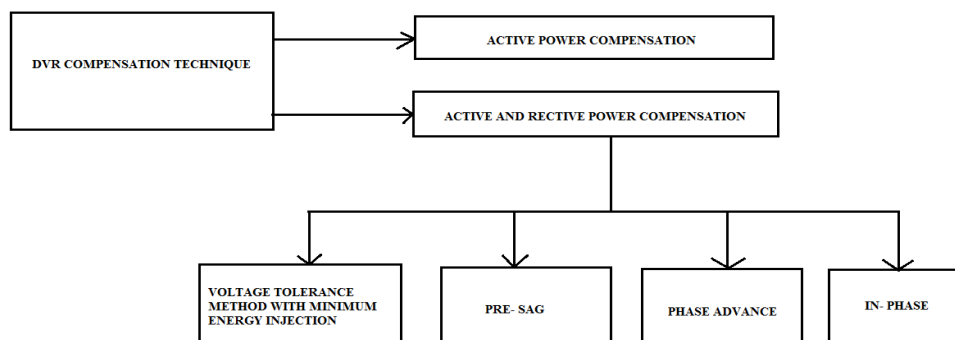 ACTIVE POWER COMPENSATION
DVR COMPENSATION TECHNIQUE
ACTIVE AND RECTIVE POWER COMPENSATION
VOLTAGE TOLERANCE
METHOD WITH MINIMUM
ENERGY INJECTION
PRE- SAG
PHASE ADVANCE
IN- PHASE